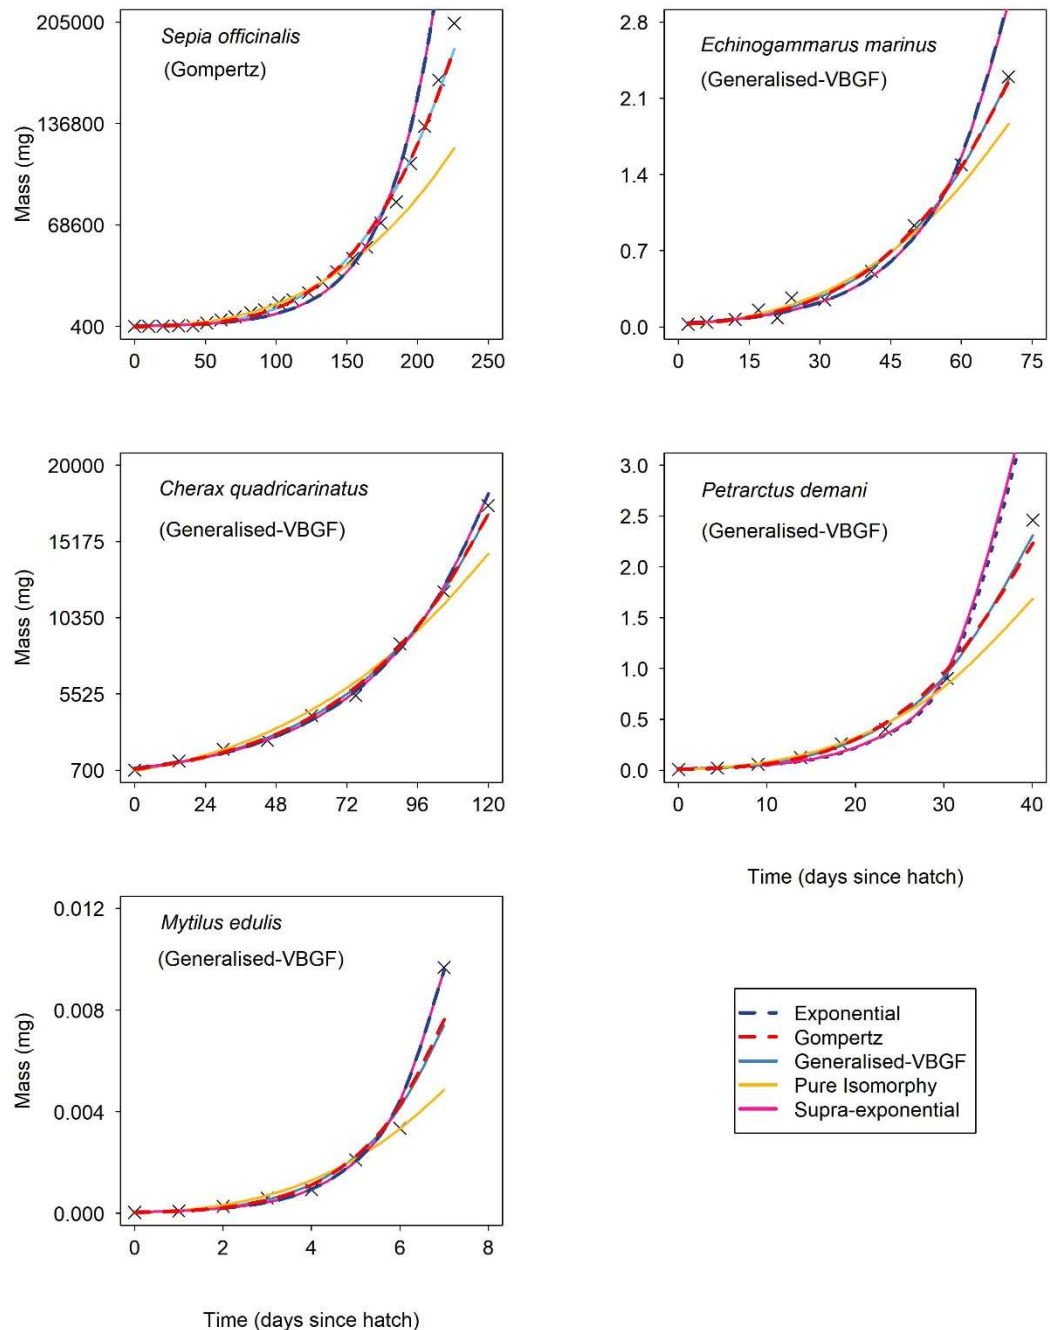 Sepia officinalis
(Gompertz)
Mass (mg)
205000
136800
68600
400
0
50
100
150
200
250
Echinogammarus marinus
(Generalised-VBGF)
2.8
2.1
1.4
0.7
0.0
0
15
30
45
60
75
Cherax quadricarinatus
(Generalised-VBGF)
Mass (mg)
20000
15175
10350
5525
700
0
24
48
72
96
120
Petrarctus demani
(Generalised-VBGF)
3.0
2.5
2.0
1.5
1.0
0.5
0.0
0
10
20
30
40
Time (days since hatch)
Mytilus edulis
(Generalised-VBGF)
Mass (mg)
0.012
0.008
0.004
0.000
0
2
4
6
8
Time (days since hatch)
Exponential
Gompertz
Generalised-VBGF
Pure Isomorphy
Supra-exponential